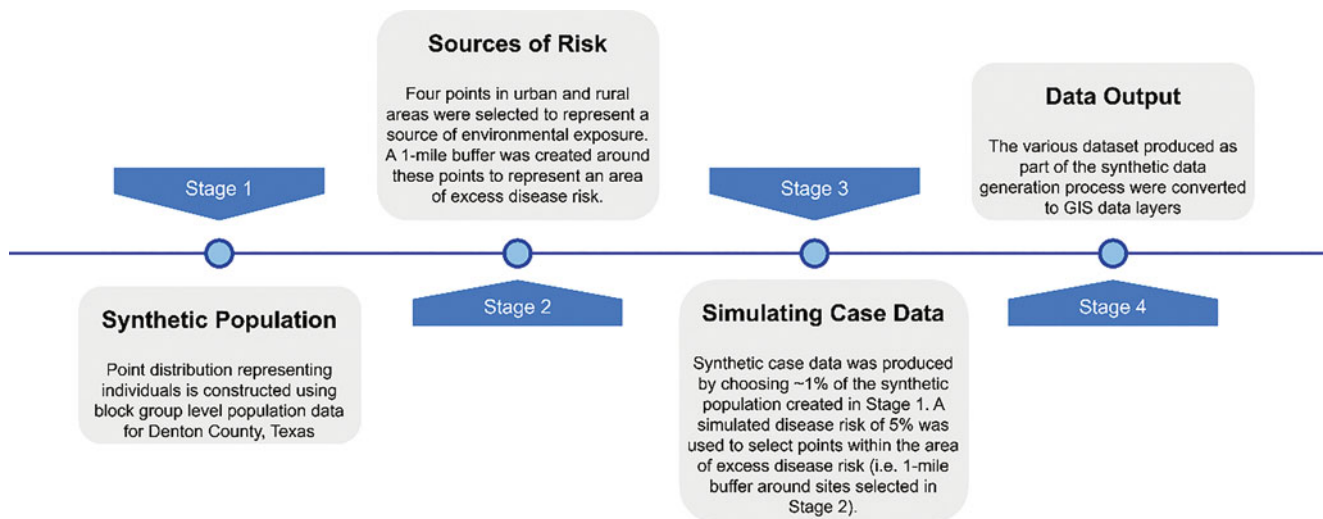 Stage 1
Synthetic Population
Point distribution representing
individuals is constructed using
block group level population data
for Denton County, Texas
Sources of Risk
Four points in urban and rural
areas were selected to represent a
source of environmental exposure.
A 1-mile buffer was created around
these points to represent an area
of excess disease risk.
Stage 2
Stage 3
Simulating Case Data
Synthetic case data was produced
by choosing ~1% of the synthetic
population created in Stage 1. A
simulated disease risk of 5% was
used to select points within the area
of excess disease risk (i.e. 1-mile
buffer around sites selected in
Stage 2).
Data Output
The various dataset produced as
part of the synthetic data
generation process were converted
to GIS data layers
Stage 4